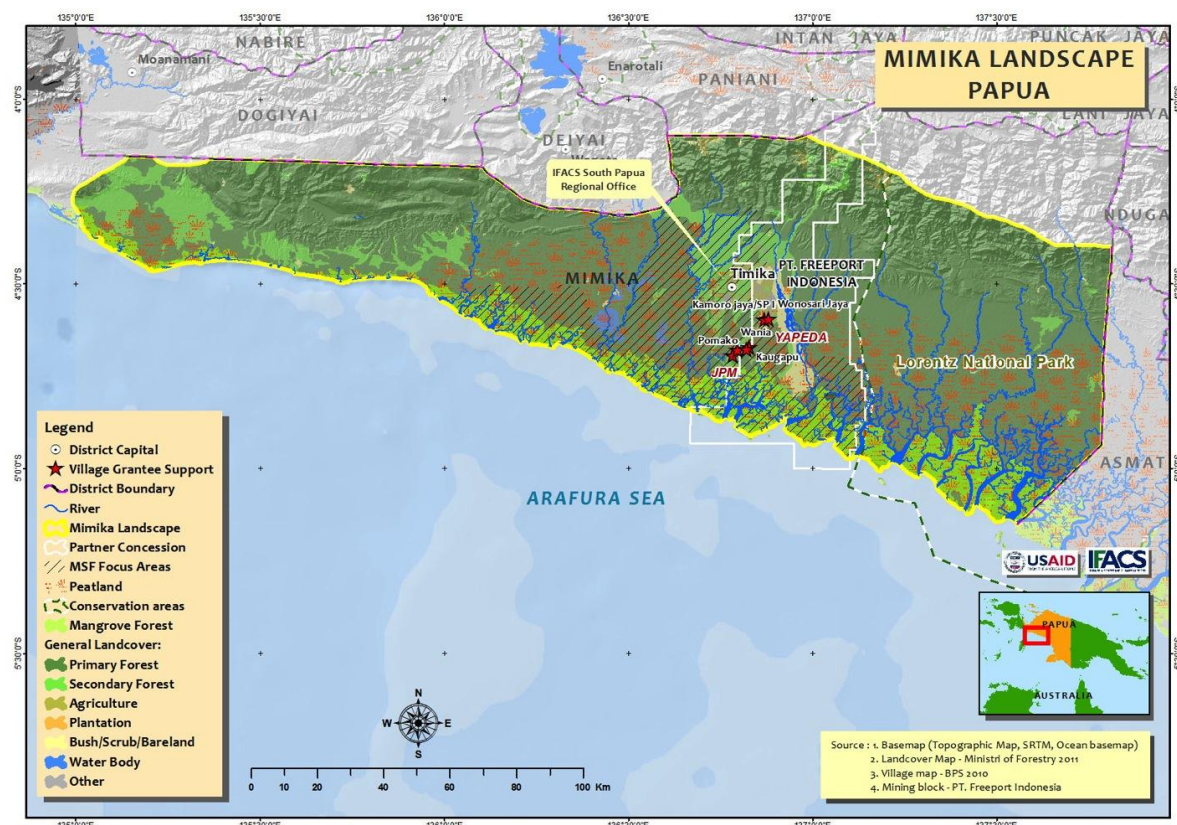 135°0'0"E
135°30'0"E
136°0'0"E
136°30'0"E
137°0'0"E
137°30'0"E
MIMIKA LANDSCAPE
PAPUA
NABIRE
Moanamani
Enarotali
INTAN JAYA
PUNCAK JAYA
PANIANI
LANI JAYA
DOGIYAI
DEIYAI
4°0'0"S
IFACS South Papua
Regional Office
NDUGA
4°30'0"S
MIMIKA
Timika
PT. FREEPORT
INDONESIA
Kamoro Jaya/SP I
Wonosari Jaya
Wania
YAPEDA
Pomako
Kaugapu
JPM
Lorentz National Park
5°0'0"S
ASMAT
ARAFURA SEA
5°30'0"S
Legend
District Capital
Village Grantee Support
District Boundary
River
Mimika Landscape
Partner Concession
MSF Focus Areas
Peatland
Conservation areas
Mangrove Forest
General Landcover:
Primary Forest
Secondary Forest
Agriculture
Plantation
Bush/Scrub/Bareland
Water Body
Other
N
W E
S
0 10 20 40 60 80 100 Km
USAID
IFACS
PAPUA
AUSTRALIA
Source : 1. Basemap (Topographic Map, SRTM, Ocean basemap)
2. Landcover Map - Ministri of Forestry 2011
3. Village map - BPS 2010
4. Mining block - PT. Freeport Indonesia